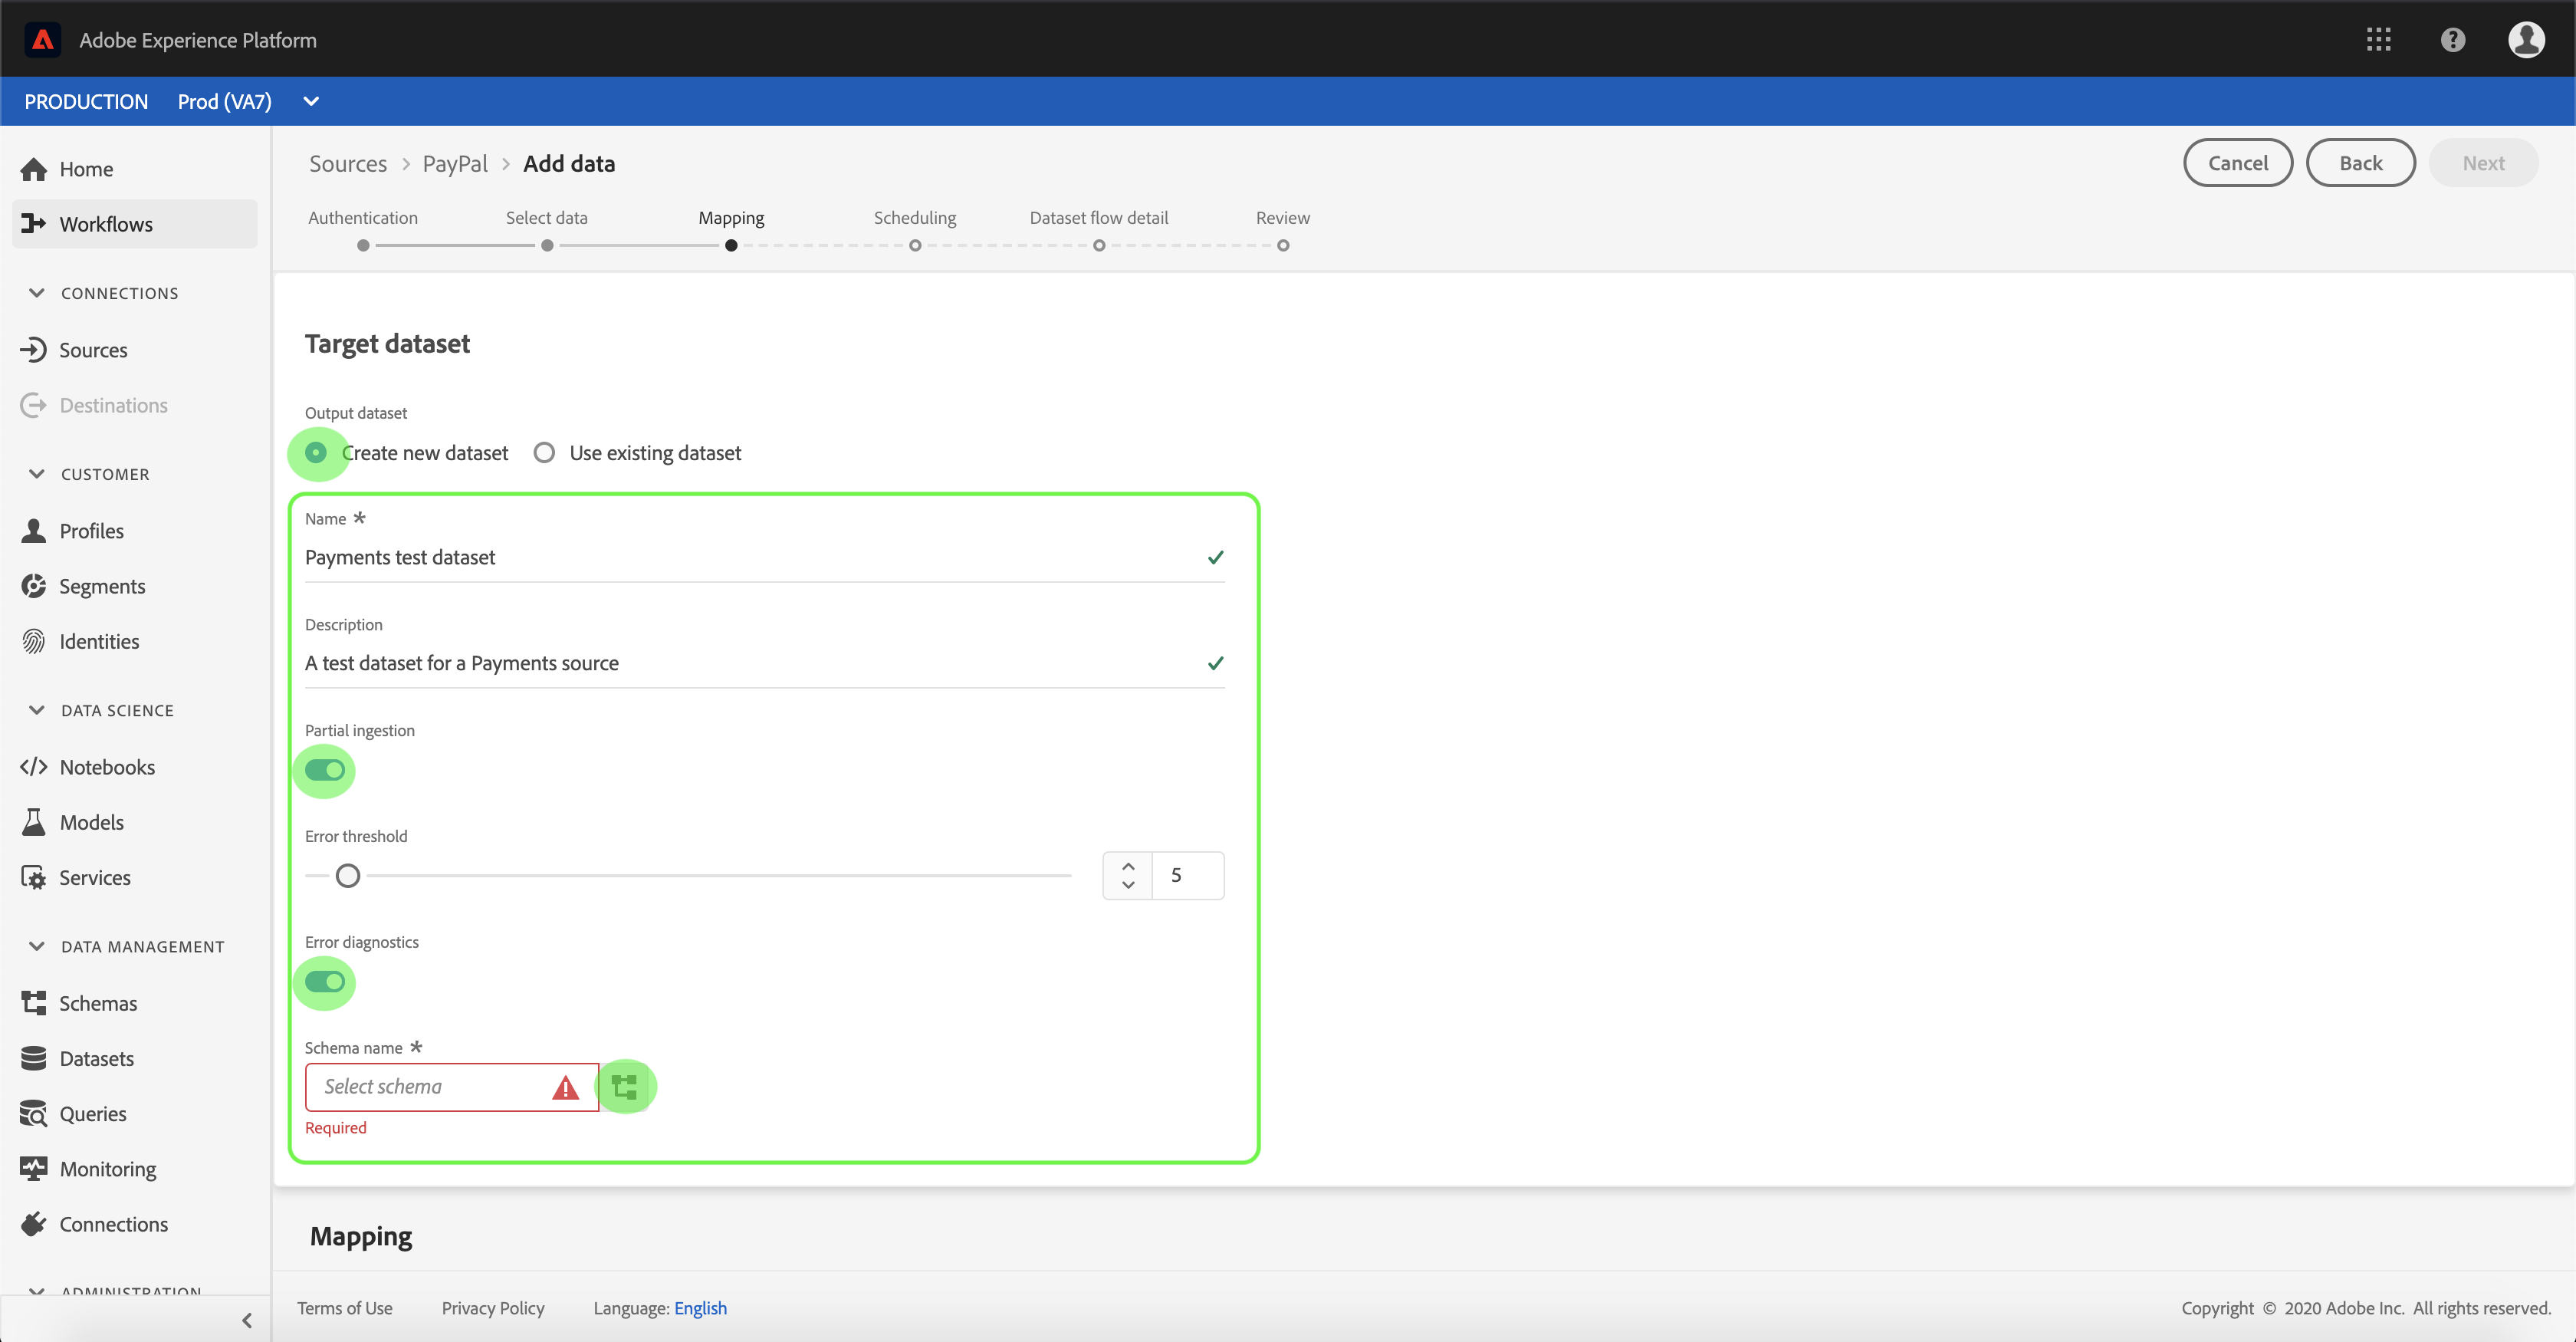 Adobe Experience Platform
PRODUCTION Prod (VA7)
Home
Workflows
CONNECTIONS
Sources
Destinations
CUSTOMER
Profiles
Segments
Identities
DATA SCIENCE
Notebooks
Models
Services
DATA MANAGEMENT
Schemas
Datasets
Queries
Monitoring
Connections
ADMINISTRATION
Sources > PayPal > Add data
Cancel Back Next
Authentication Select data Mapping Scheduling Dataset flow detail Review
Target dataset
Output dataset
Create new dataset Use existing dataset
Name *
Payments test dataset
Description
A test dataset for a Payments source
Partial ingestion
Error threshold
5
Error diagnostics
Schema name *
Select schema
Required
Mapping
Terms of Use Privacy Policy Language: English
Copyright © 2020 Adobe Inc. All rights reserved.